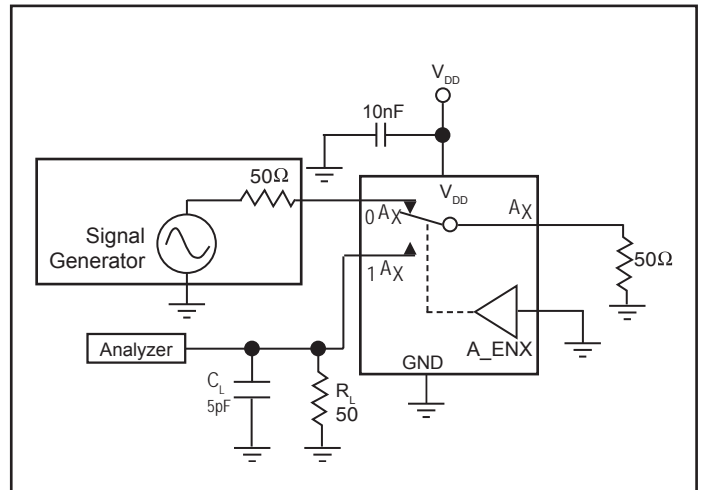 V_DD
10nF
50Ω
V_DD
0 A_X
A_X
Signal
Generator
50Ω
1 A_X
Analyzer
A_ENX
GND
C_L
5pF
R_L
50